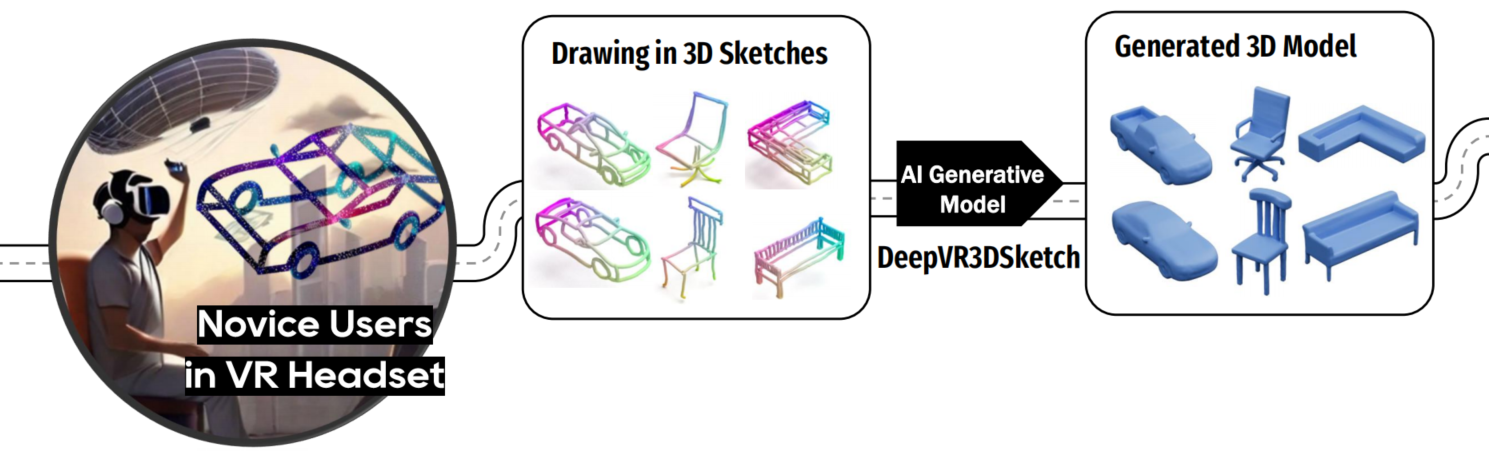 Novice Users
in VR Headset
Drawing in 3D Sketches
AI Generative
Model
DeepVR3DSketch
Generated 3D Model